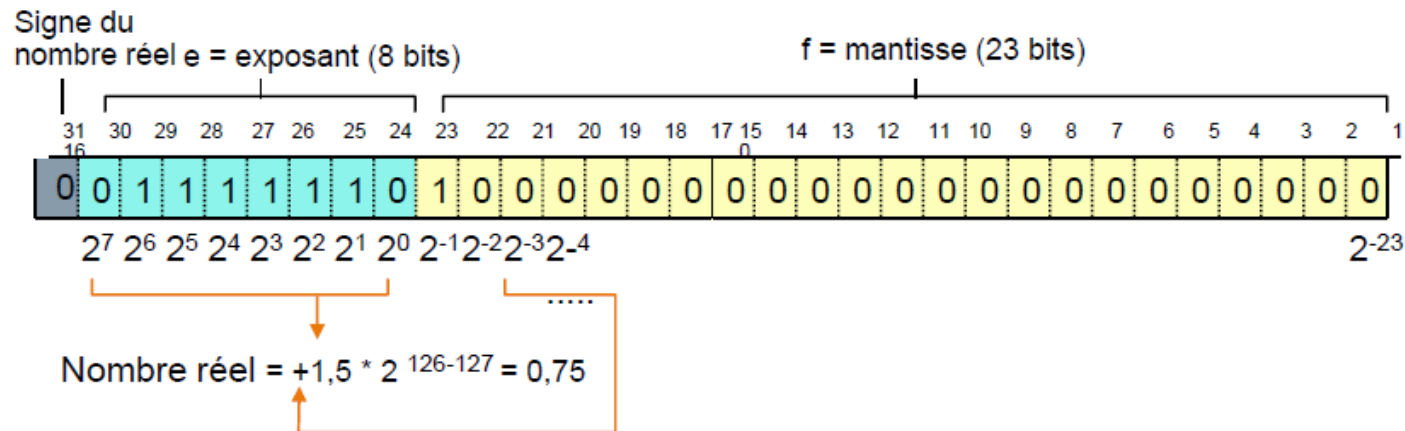 Signe du
nombre réel e = exposant (8 bits) f = mantisse (23 bits)
31 30 29 28 27 26 25 24 23 22 21 20 19 18 17 15 14 13 12 11 10 9 8 7 6 5 4 3 2 1
16 0
0 0 1 1 1 1 1 1 0 1 0 0 0 0 0 0 0 0 0 0 0 0 0 0 0 0 0 0 0 0 0 0
2⁷ 2⁶ 2⁵ 2⁴ 2³ 2² 2¹ 2⁰ 2⁻¹ 2⁻² 2⁻³ 2-⁴ 2⁻²³
.....
Nombre réel = +1,5 * 2 ¹²⁶⁻¹²⁷ = 0,75